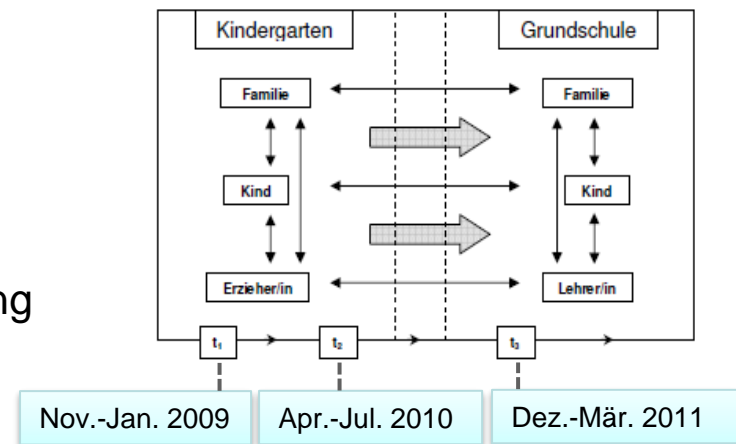 Kindergarten Grundschule
Familie Familie
Kind Kind
Erzieher/in Lehrer/in
ng
t₁ t₂ t₃
Nov.-Jan. 2009 Apr.-Jul. 2010 Dez.-Mär. 2011